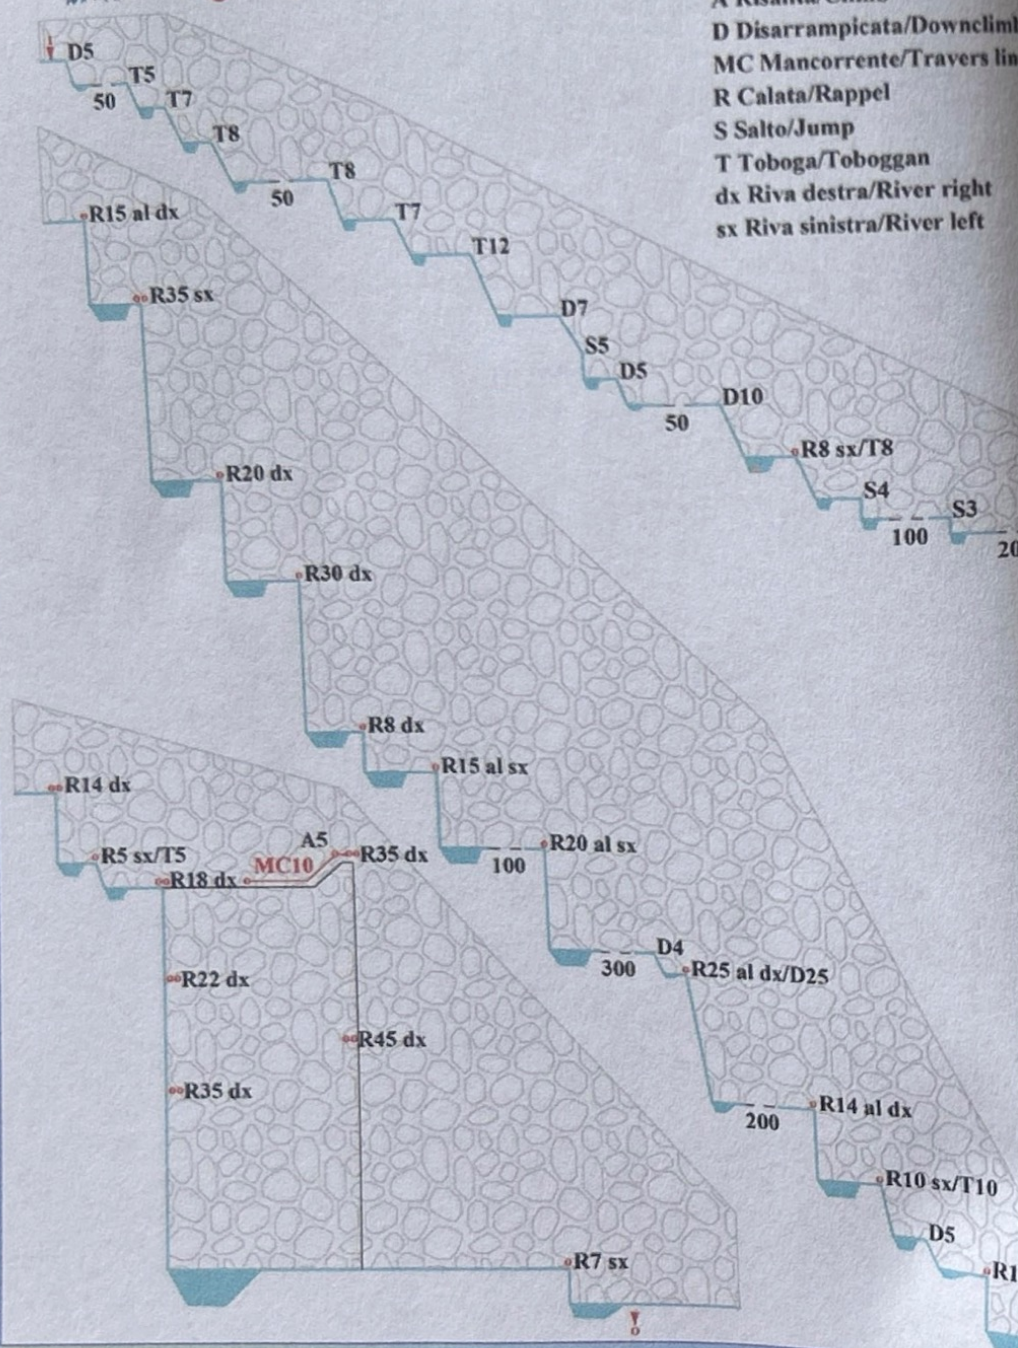 D Disarrampicata/Downclimb
MC Mancorrente/Travers lin
R Calata/Rappel
S Salto/Jump
T Toboga/Toboggan
dx Riva destra/River right
sx Riva sinistra/River left
D5
T5
50
T7
T8
50
T8
T7
T12
D7
S5
D5
50
D10
R8 sx/T8
S4
100
S3
20
R15 al dx
R35 sx
R20 dx
R30 dx
R8 dx
R15 al sx
100
R20 al sx
300
D4
R25 al dx/D25
200
R14 al dx
R10 sx/T10
D5
R1
R14 dx
R5 sx/T5
R18 dx
MC10
A5
R35 dx
R22 dx
R45 dx
R35 dx
R7 sx